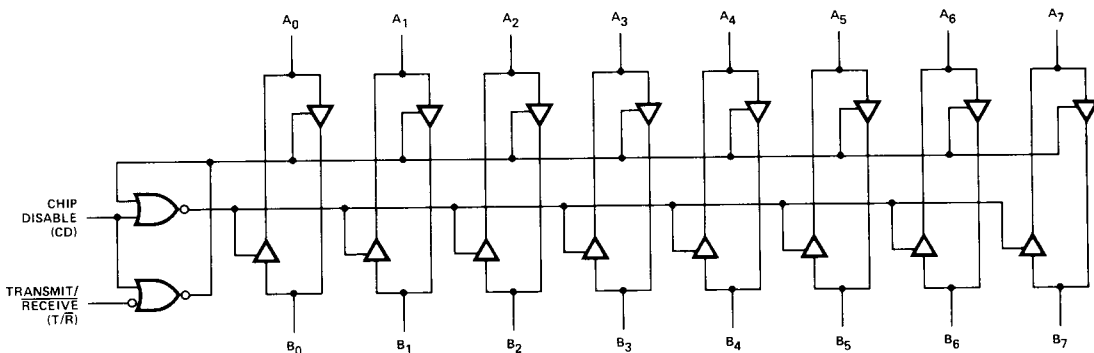 A0 A1 A2 A3 A4 A5 A6 A7
CHIP
DISABLE
(CD)
TRANSMIT/
RECEIVE
(T/R̅)
B0 B1 B2 B3 B4 B5 B6 B7